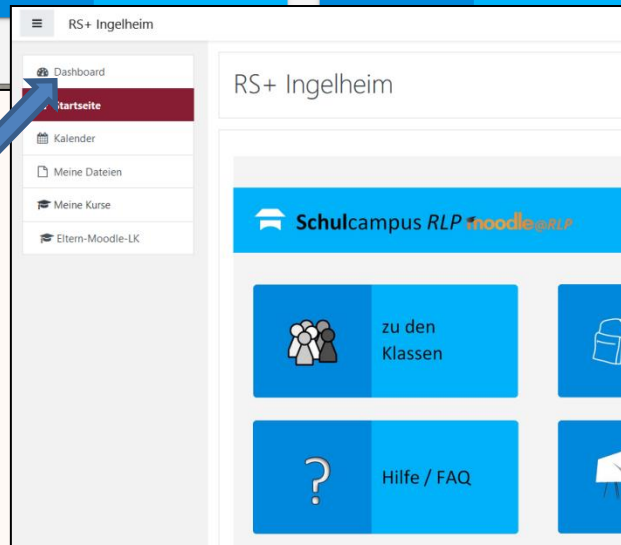 RS+ Ingelheim
Dashboard
Startseite
Kalender
Meine Dateien
Meine Kurse
Eltern-Moodle-LK
RS+ Ingelheim
Schulcampus RLP moodle@RLP
zu den
Klassen
?
Hilfe / FAQ